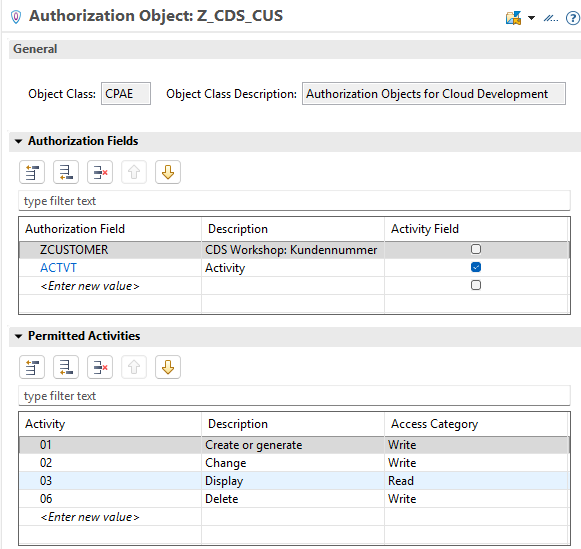 Authorization Object: Z_CDS_CUS
General
Object Class: CPAE Object Class Description: Authorization Objects for Cloud Development
Authorization Fields
type filter text
Authorization Field Description Activity Field
ZCUSTOMER CDS Workshop: Kundennummer
ACTVT Activity
<Enter new value>
Permitted Activities
type filter text
Activity Description Access Category
01 Create or generate Write
02 Change Write
03 Display Read
06 Delete Write
<Enter new value>